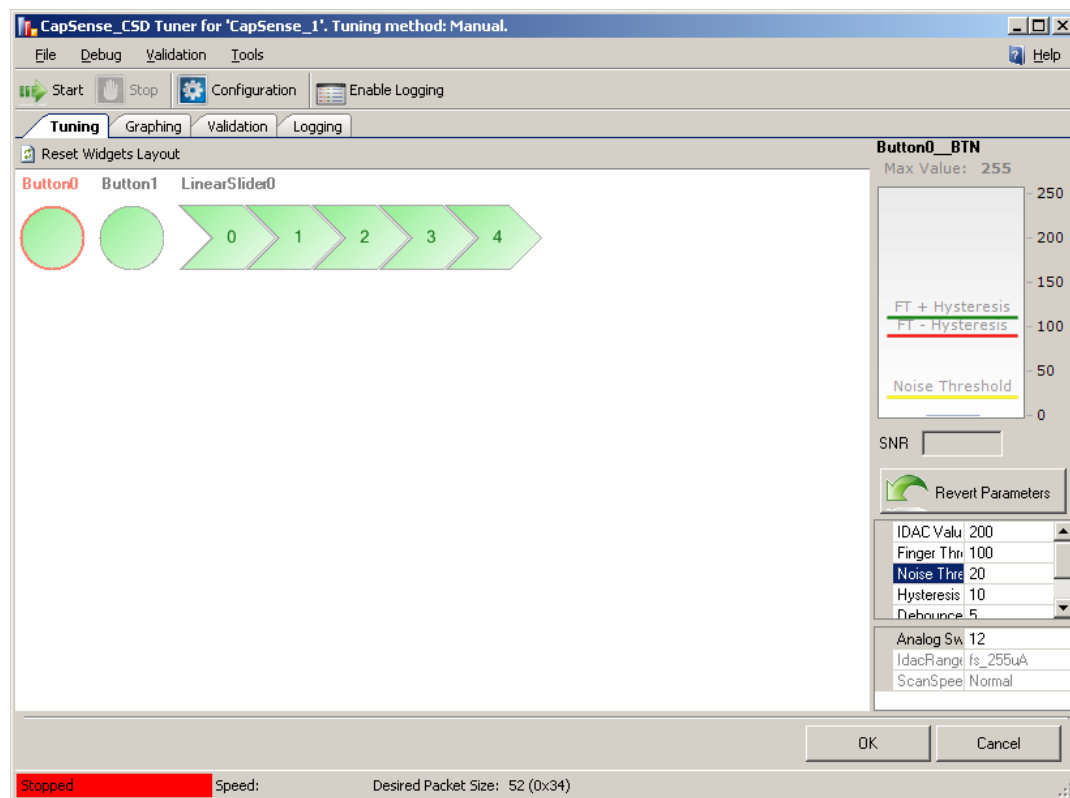 CapSense_CSD Tuner for 'CapSense_1'. Tuning method: Manual.
File Debug Validation Tools Help
Start Stop Configuration Enable Logging
Tuning Graphing Validation Logging
Reset Widgets Layout
Button0 Button1 LinearSlider0
0 1 2 3 4
Button0__BTN
Max Value: 255
250
200
150
FT + Hysteresis
FT - Hysteresis
100
50
Noise Threshold
0
SNR
Revert Parameters
IDAC Valu 200
Finger Thr 100
Noise Thre 20
Hysteresis 10
Debounce 5
Analog Sw 12
IdacRange fs_255uA
ScanSpee Normal
OK Cancel
Stopped Speed: Desired Packet Size: 52 (0x34)